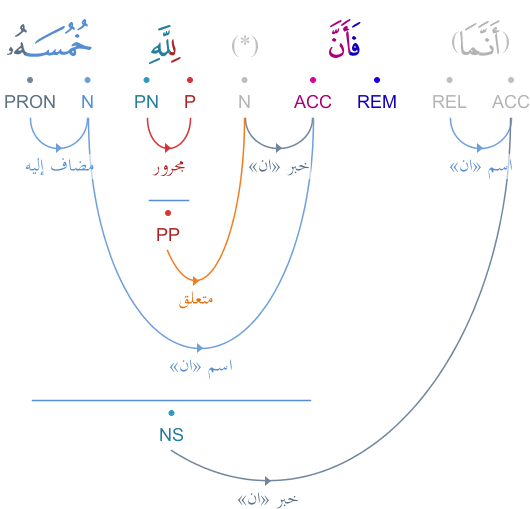 (أَنَّمَا) فَأَنَّ (*) لِلَّهِ خُمُسَهُۥ
ACC REL REM ACC N P PN N PRON
اسم «ان» خبر «ان» مجرور مضاف إليه
PP
متعلق
اسم «ان»
NS
خبر «ان»